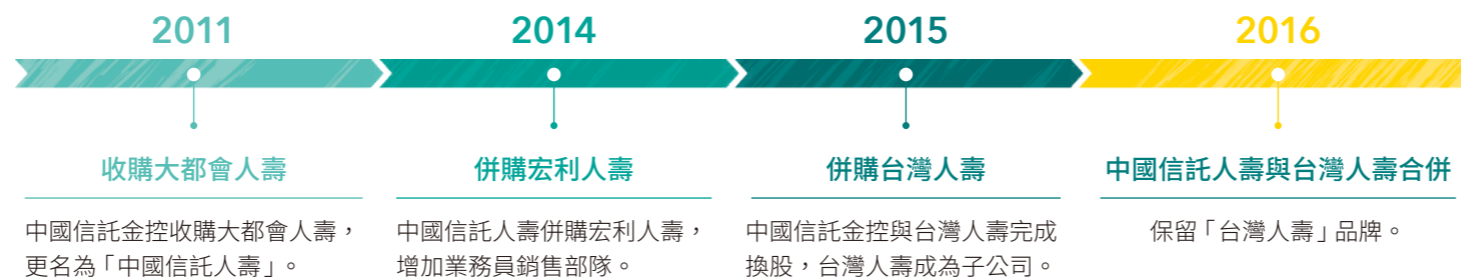 2011
收購大都會人壽
中國信託金控收購大都會人壽，
更名為「中國信託人壽」。
2014
併購宏利人壽
中國信託人壽併購宏利人壽，
增加業務員銷售部隊。
2015
併購台灣人壽
中國信託金控與台灣人壽完成
換股，台灣人壽成為子公司。
2016
中國信託人壽與台灣人壽合併
保留「台灣人壽」品牌。